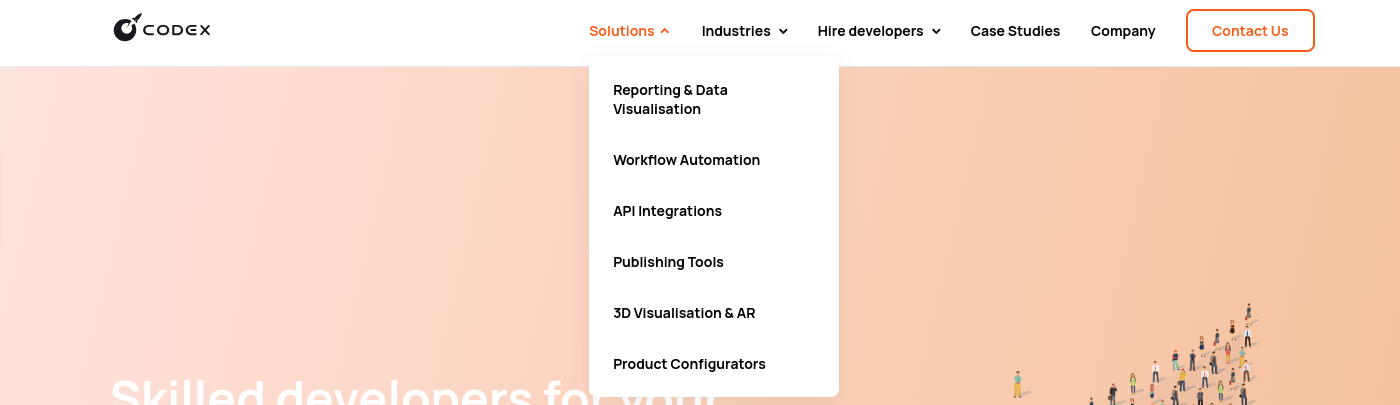 CODEX
Solutions
Industries
Hire developers
Case Studies
Company
Contact Us
Reporting & Data
Visualisation
Workflow Automation
API Integrations
Publishing Tools
3D Visualisation & AR
Product Configurators
Skilled developers for your